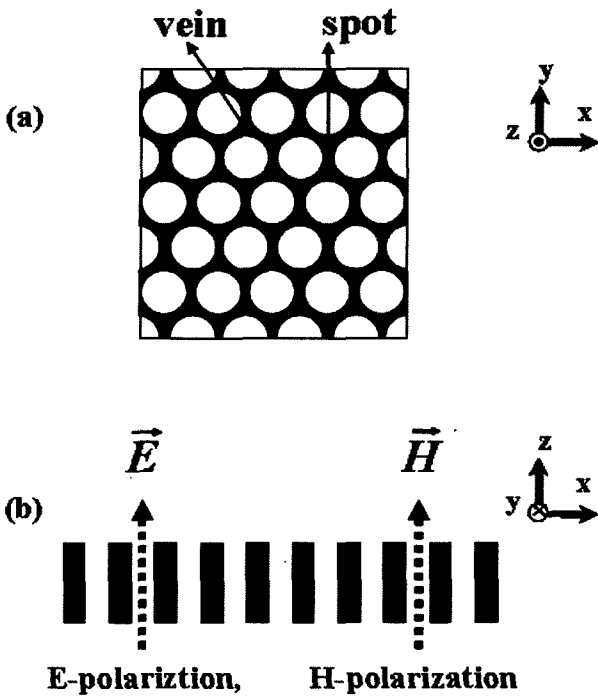 vein
spot
(a)
y
x
z
E
H
(b)
z
x
y
E-polariztion,
H-polarization